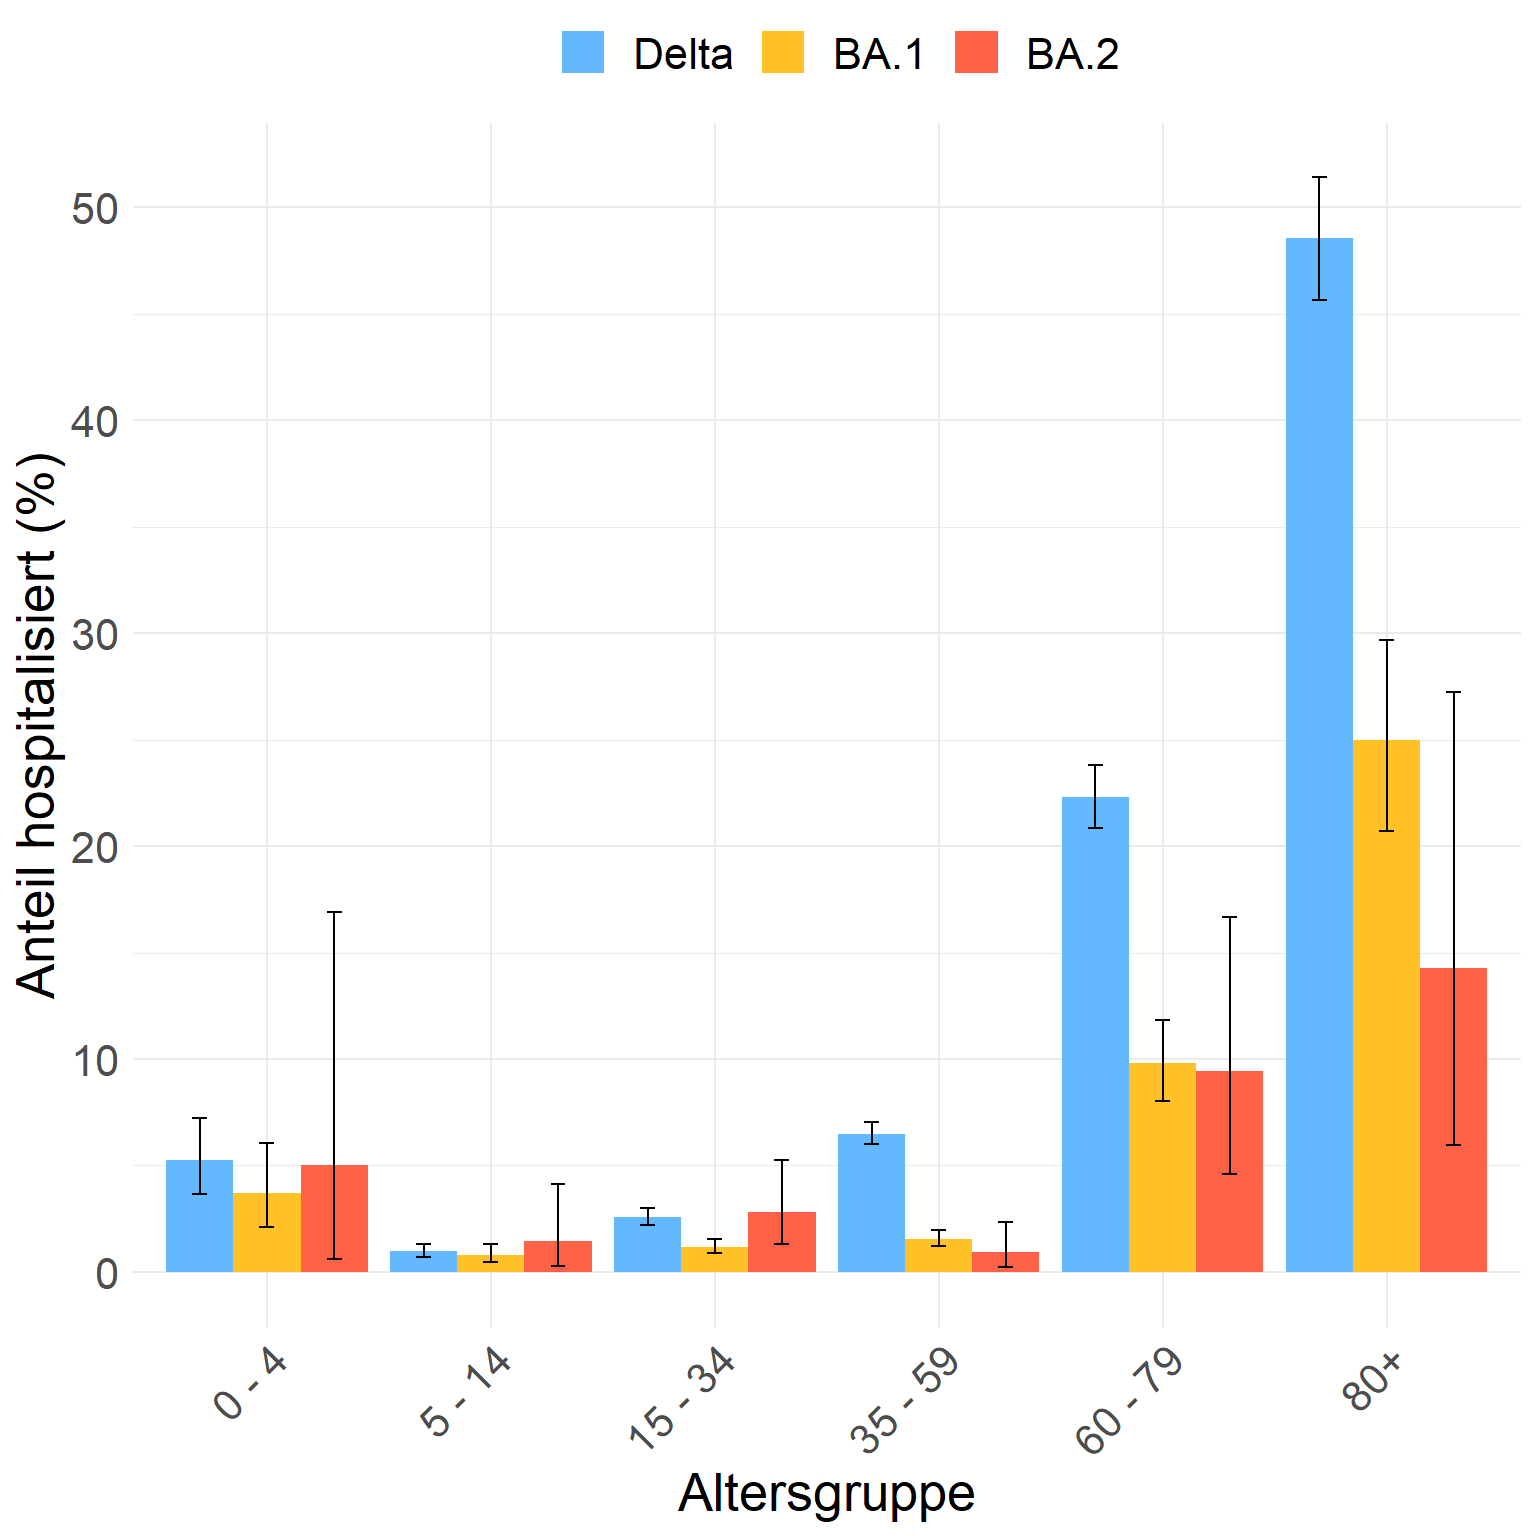 Delta BA.1 BA.2
Anteil hospitalisiert (%)
50
40
30
20
10
0
0 - 4
5 - 14
15 - 34
35 - 59
60 - 79
80+
Altersgruppe